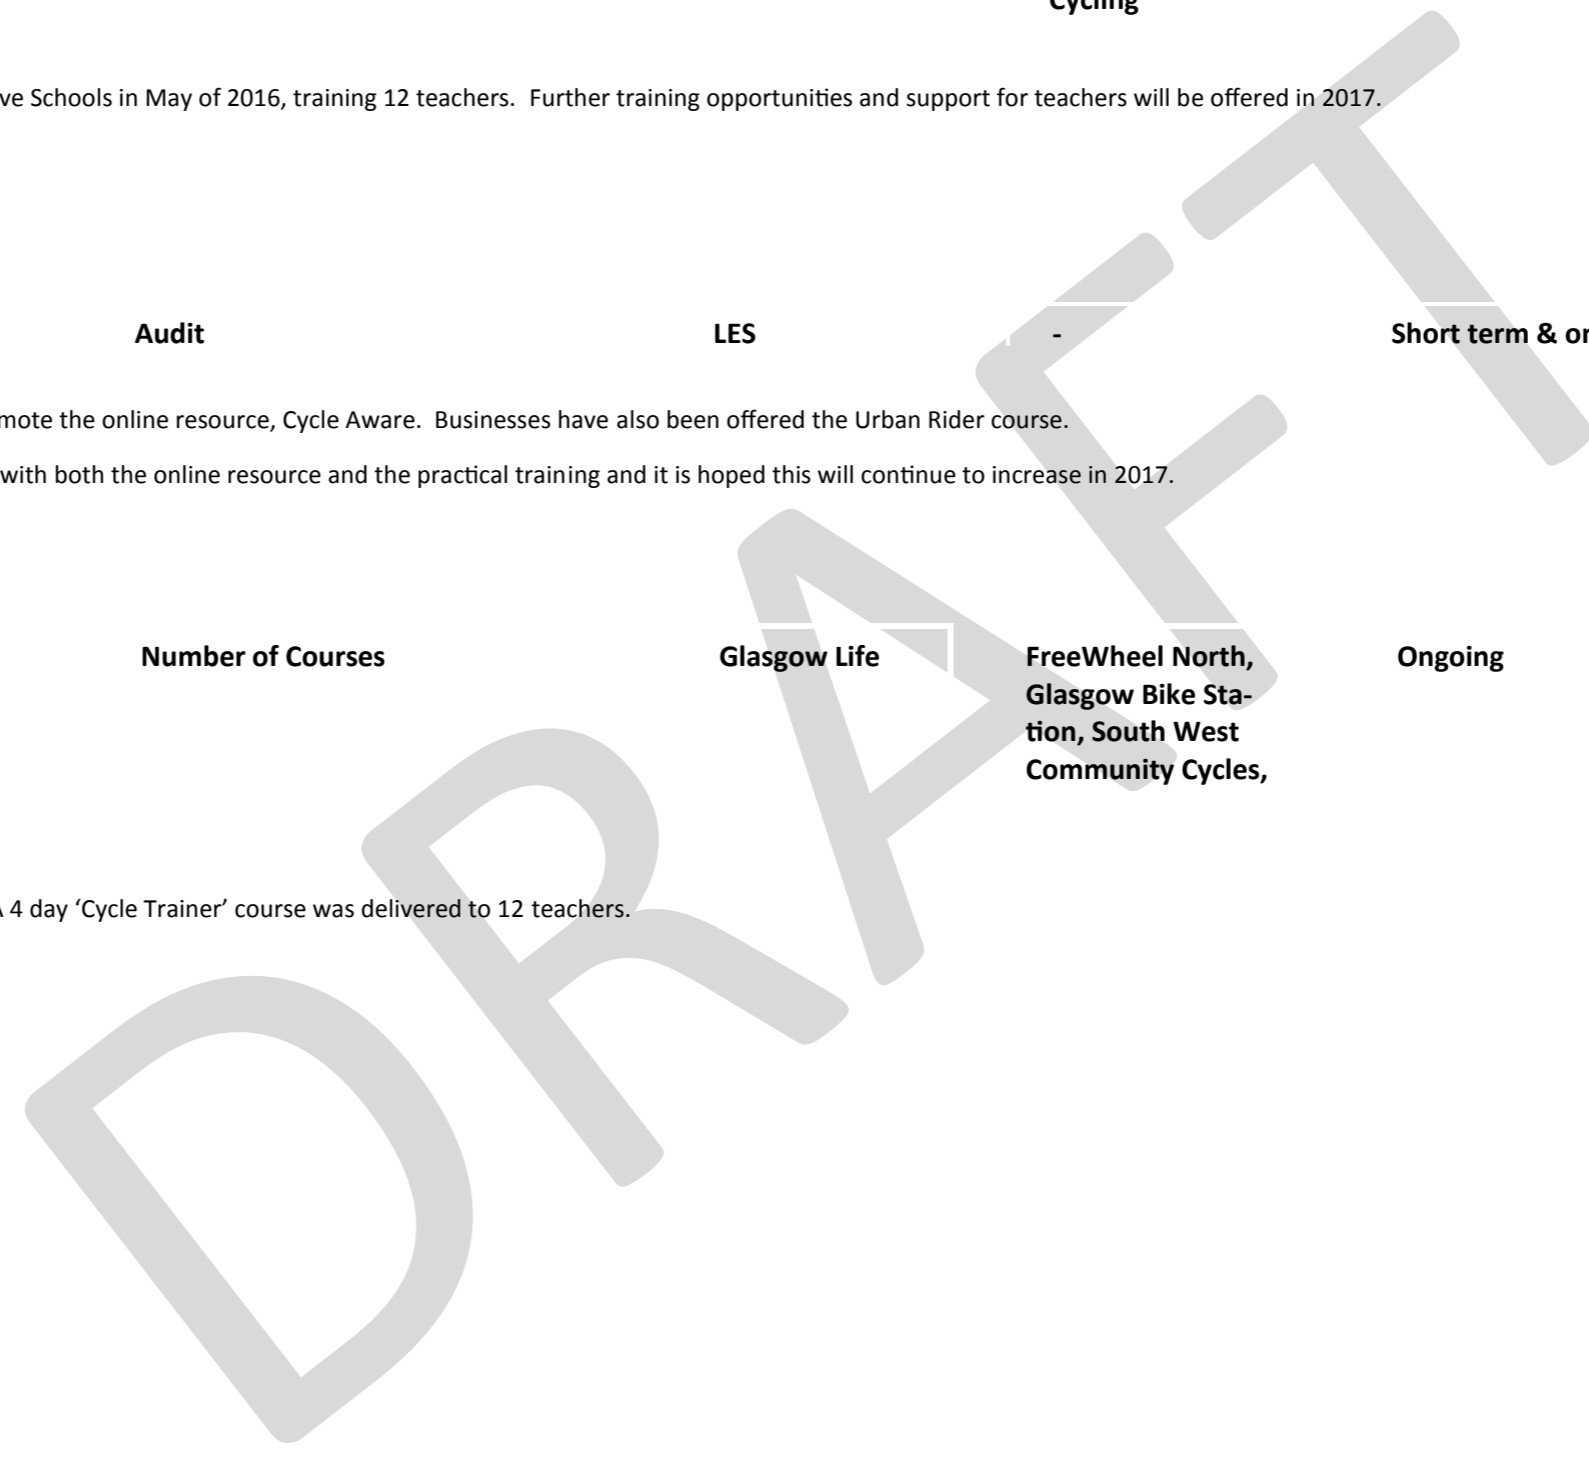 Cycling
ve Schools in May of 2016, training 12 teachers.  Further training opportunities and support for teachers will be offered in 2017.
Audit LES - Short term & on
mote the online resource, Cycle Aware.  Businesses have also been offered the Urban Rider course.
with both the online resource and the practical training and it is hoped this will continue to increase in 2017.
Number of Courses Glasgow Life FreeWheel North, Ongoing
Glasgow Bike Sta-
tion, South West
Community Cycles,
A 4 day ‘Cycle Trainer’ course was delivered to 12 teachers.
DRAFT